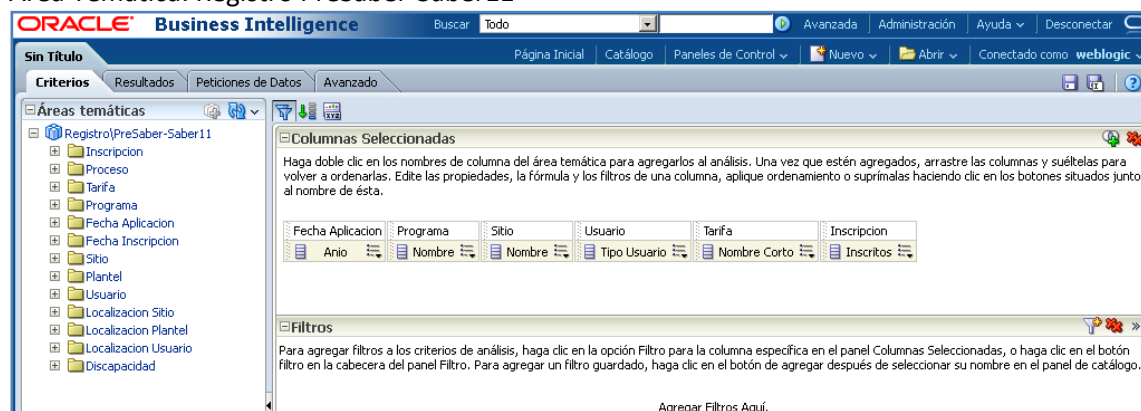 Área Temática: Registro PreSaber-Saber11
ORACLE Business Intelligence
Buscar Todo Avanzada Administración Ayuda Desconectar
Sin Título
Página Inicial Catálogo Paneles de Control Nuevo Abrir Conectado como weblogic
Criterios Resultados Peticiones de Datos Avanzado
Áreas temáticas
Registro\PreSaber-Saber11
Inscripcion
Proceso
Tarifa
Programa
Fecha Aplicacion
Fecha Inscripcion
Sitio
Plantel
Usuario
Localizacion Sitio
Localizacion Plantel
Localizacion Usuario
Discapacidad
Columnas Seleccionadas
Haga doble clic en los nombres de columna del área temática para agregarlos al análisis. Una vez que estén agregados, arrastre las columnas y suéltelas para
volver a ordenarlas. Edite las propiedades, la fórmula y los filtros de una columna, aplique ordenamiento o suprímalas haciendo clic en los botones situados junto
al nombre de ésta.
Fecha Aplicacion Programa Sitio Usuario Tarifa Inscripcion
Anio Nombre Nombre Tipo Usuario Nombre Corto Inscritos
Filtros
Para agregar filtros a los criterios de análisis, haga clic en la opción Filtro para la columna específica en el panel Columnas Seleccionadas, o haga clic en el botón
filtro en la cabecera del panel Filtro. Para agregar un filtro guardado, haga clic en el botón de agregar después de seleccionar su nombre en el panel de catálogo.
Agregar Filtros Aquí.